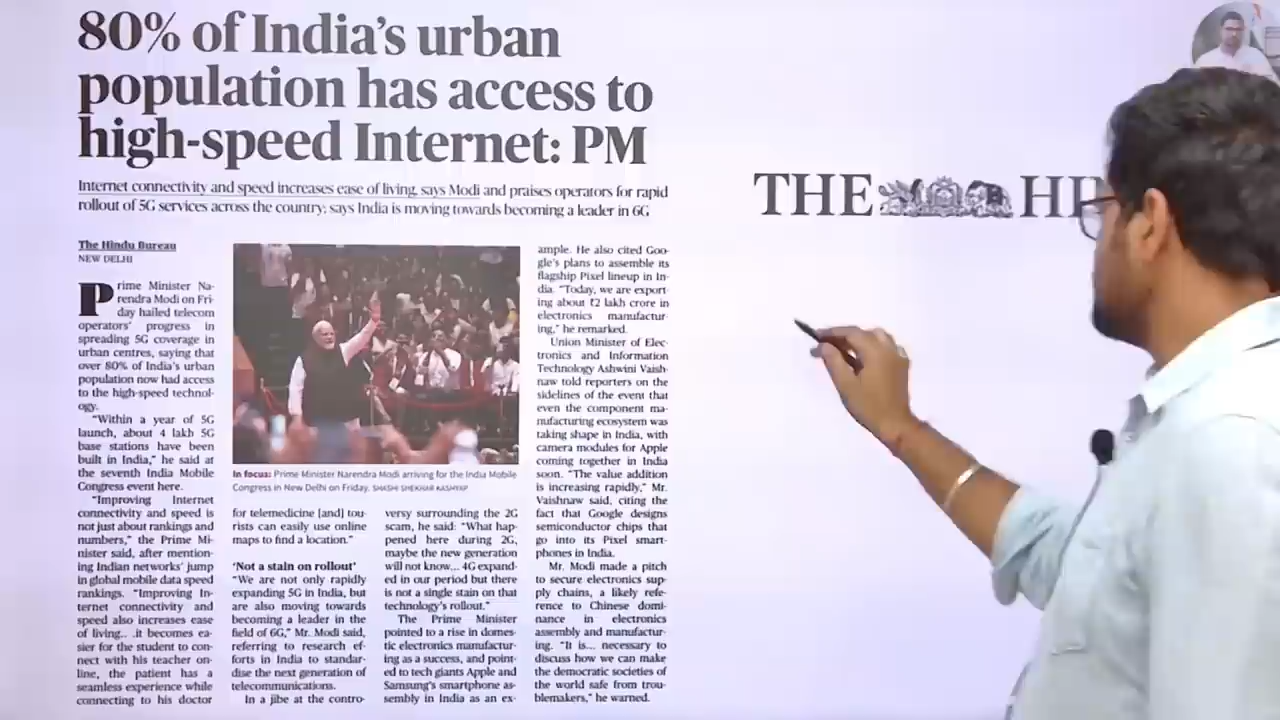 80% of India's urban
population has access to
high-speed Internet: PM
Internet connectivity and speed increases ease of living, says Modi and praises operators for rapid
rollout of 5G services across the country; says India is moving towards becoming a leader in 6G
The Hindu Bureau
NEW DELHI
Prime Minister Na-
rendra Modi on Fri-
day hailed telecom
operators' progress in
spreading 5G coverage in
urban centres, saying that
over 80% of India's urban
population now had access
to the high-speed technol-
ogy.
"Within a year of 5G
launch, about 4 lakh 5G
base stations have been
built in India," he said at
the seventh India Mobile
Congress event here.
"Improving Internet
connectivity and speed is
not just about rankings and
numbers," the Prime Mi-
nister said, after mention-
ing Indian networks' jump
in global mobile data speed
rankings. "Improving In-
ternet connectivity and
speed also increases ease
of living.. .it becomes ea-
sier for the student to con-
nect with his teacher on-
line, the patient has a
seamless experience while
connecting to his doctor
In focus: Prime Minister Narendra Modi arriving for the India Mobile
Congress in New Delhi on Friday. SHASHI SHEKHAR KASHYAP
for telemedicine [and] tou-
rists can easily use online
maps to find a location."
'Not a stain on rollout'
"We are not only rapidly
expanding 5G in India, but
are also moving towards
becoming a leader in the
field of 6G," Mr. Modi said,
referring to research ef-
forts in India to standar-
dise the next generation of
telecommunications.
In a jibe at the contro-
versy surrounding the 2G
scam, he said: "What hap-
pened here during 2G,
maybe the new generation
will not know... 4G expand-
ed in our period but there
is not a single stain on that
technology's rollout."
The Prime Minister
pointed to a rise in domes-
tic electronics manufactur-
ing as a success, and point-
ed to tech giants Apple and
Samsung's smartphone as-
sembly in India as an ex-
ample. He also cited Goo-
gle's plans to assemble its
flagship Pixel lineup in In-
dia. "Today, we are export-
ing about ₹2 lakh crore in
electronics manufactur-
ing," he remarked.
Union Minister of Elec-
tronics and Information
Technology Ashwini Vaish-
naw told reporters on the
sidelines of the event that
even the component ma-
nufacturing ecosystem was
taking shape in India, with
camera modules for Apple
coming together in India
soon. "The value addition
is increasing rapidly," Mr.
Vaishnaw said, citing the
fact that Google designs
semiconductor chips that
go into its Pixel smart-
phones in India.
Mr. Modi made a pitch
to secure electronics sup-
ply chains, a likely refe-
rence to Chinese domi-
nance in electronics
assembly and manufactur-
ing. "It is... necessary to
discuss how we can make
the democratic societies of
the world safe from trou-
blemakers," he warned.
THE